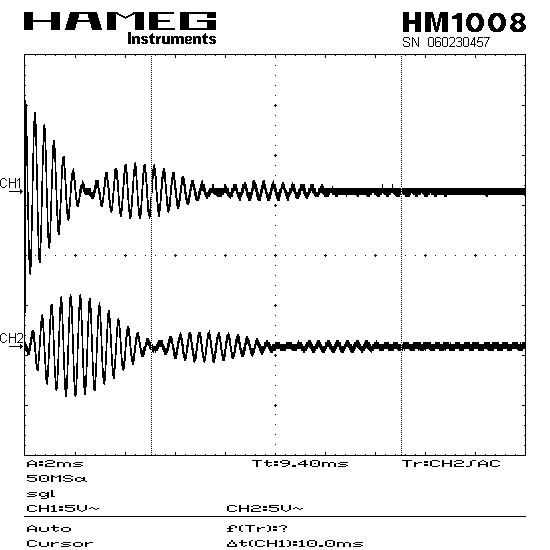 HAMEG
Instruments
HM1008
SN 060230457
CH1
CH2
A:2ms Tt:9.40ms Tr:CH2∫AC
50MSa
sgl
CH1:5V~ CH2:5V~
Auto f(Tr):?
Cursor Δt(CH1):10.0ms